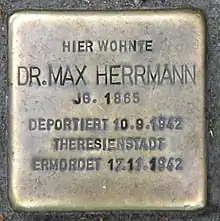 HIER WOHNTE
DR. MAX HERRMANN
JG. 1865
DEPORTIERT 10.9.1942
THERESIENSTADT
ERMORDET 17.11.1942